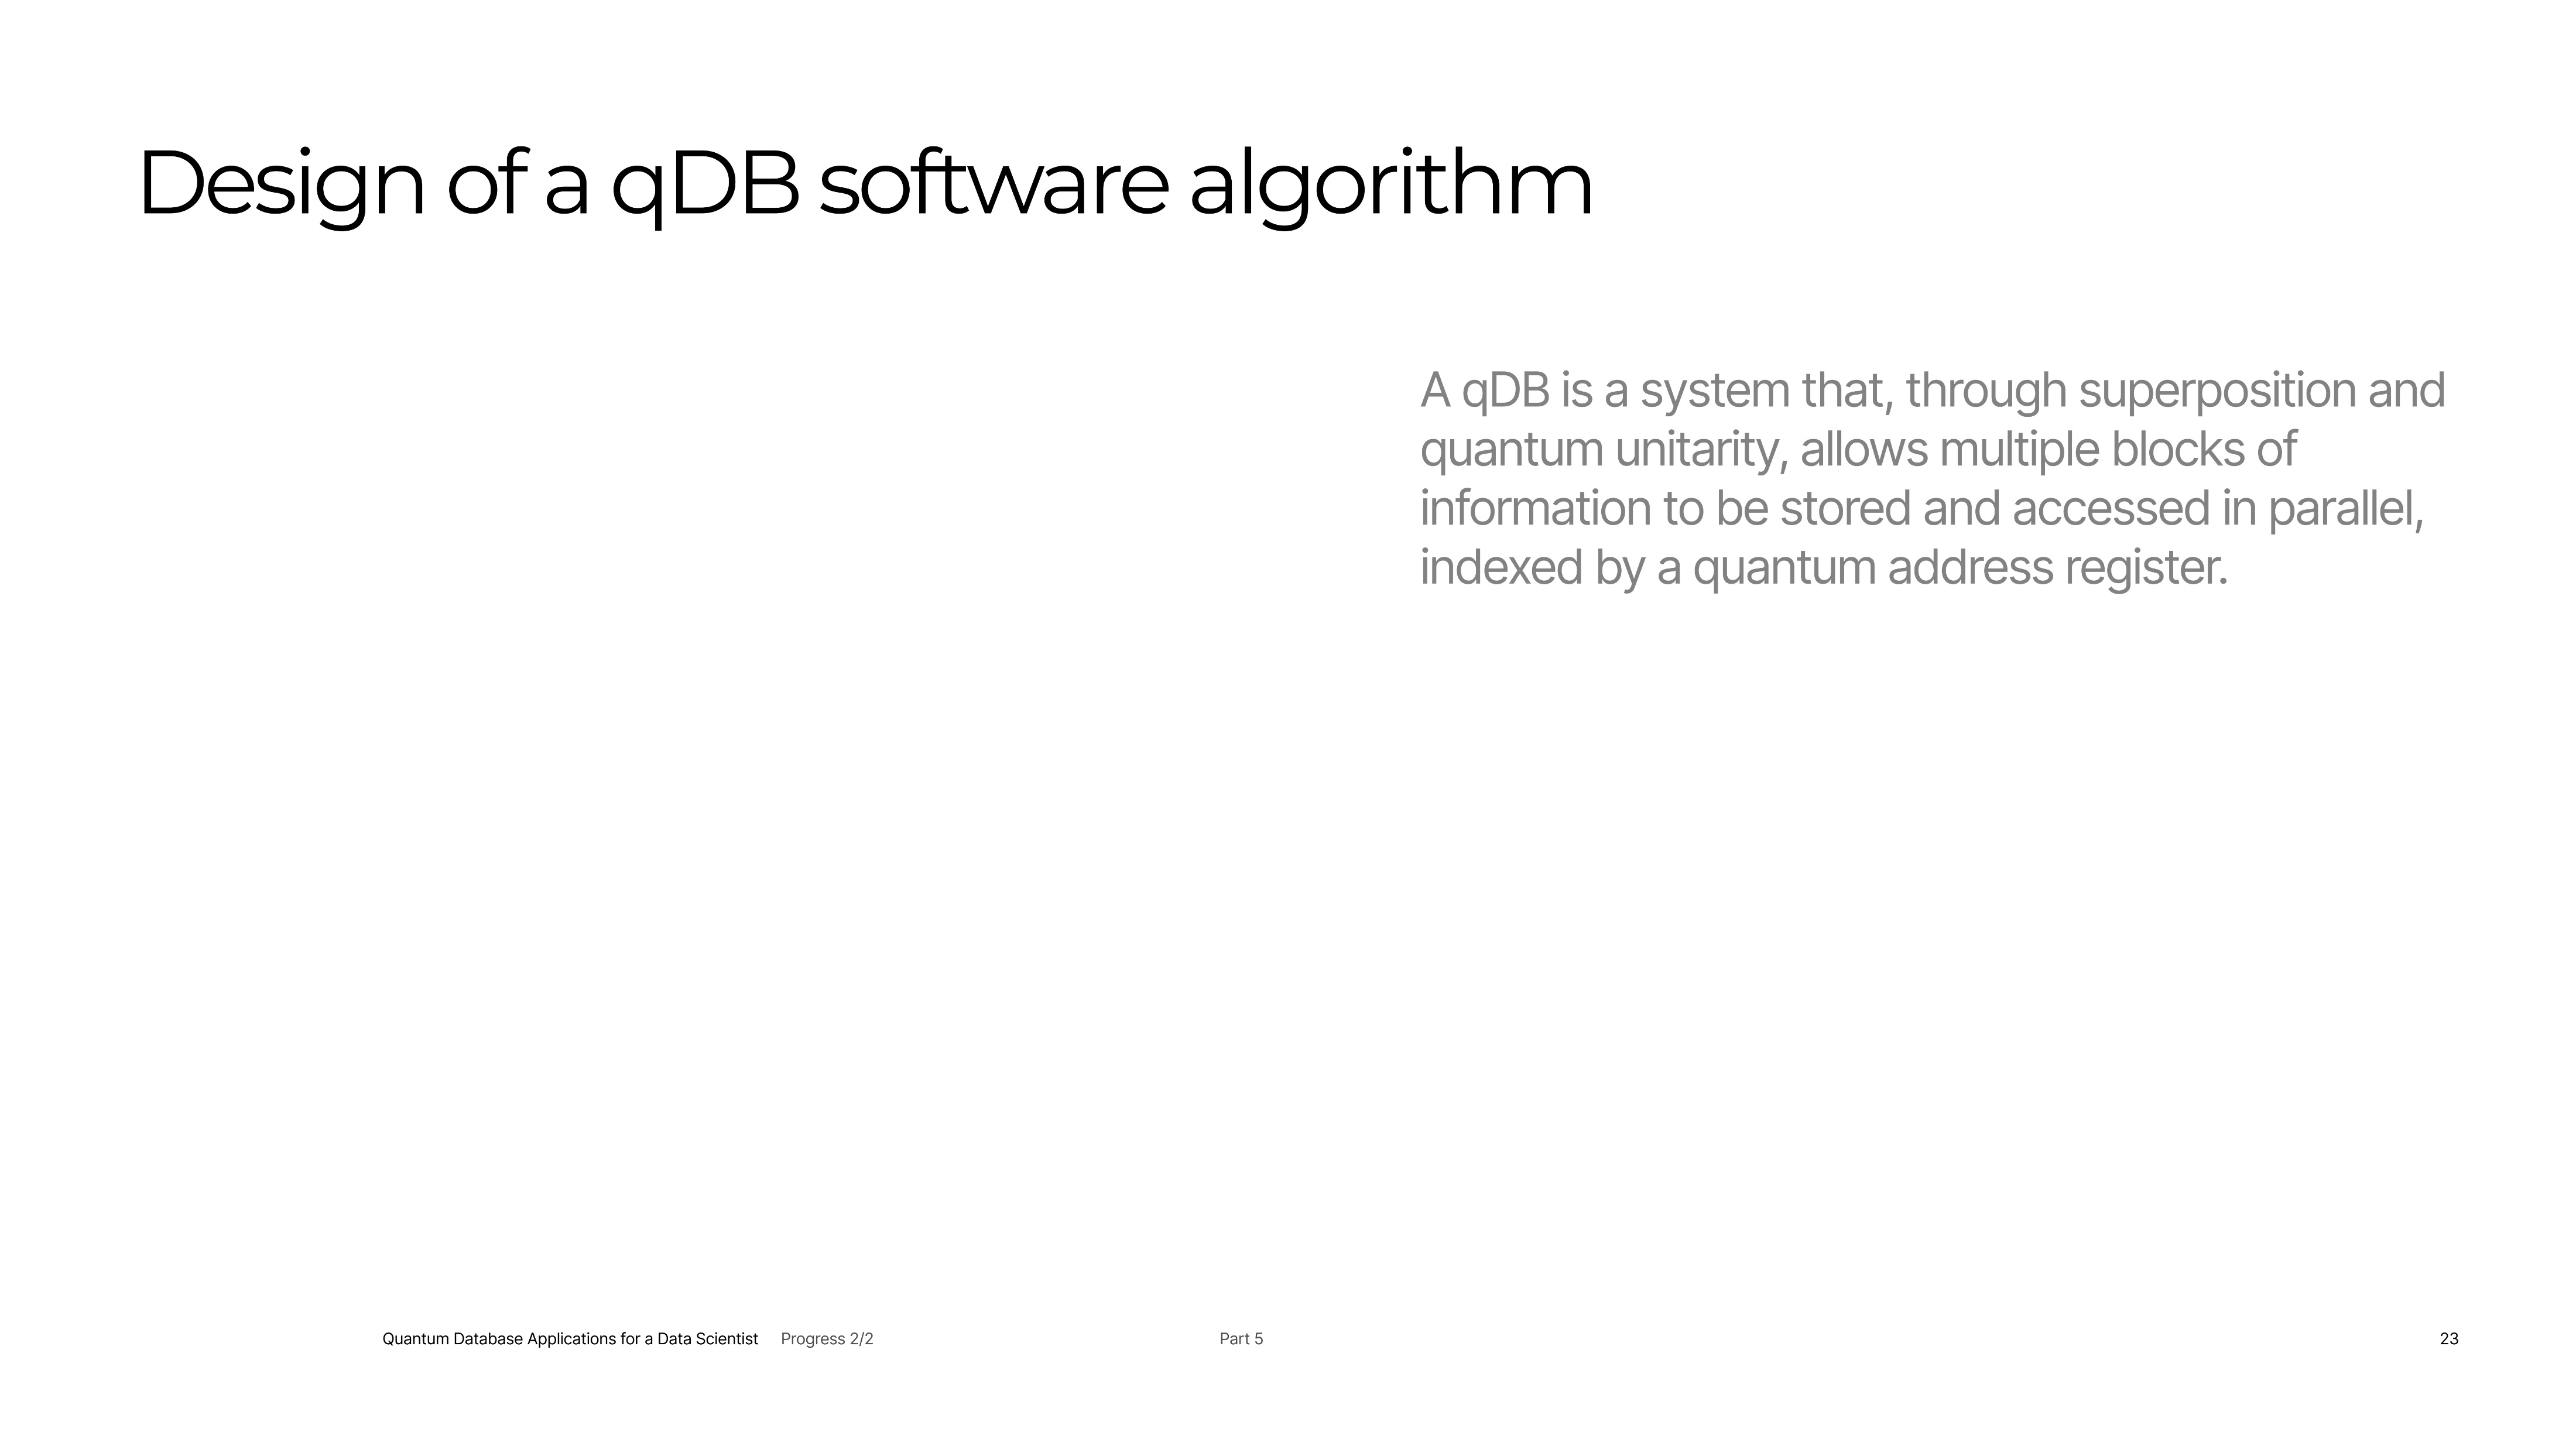 Design of a qDB software algorithm
A qDB is a system that, through superposition and
quantum unitarity, allows multiple blocks of
information to be stored and accessed in parallel,
indexed by a quantum address register.
Quantum Database Applications for a Data Scientist Progress 2/2 Part 5 23